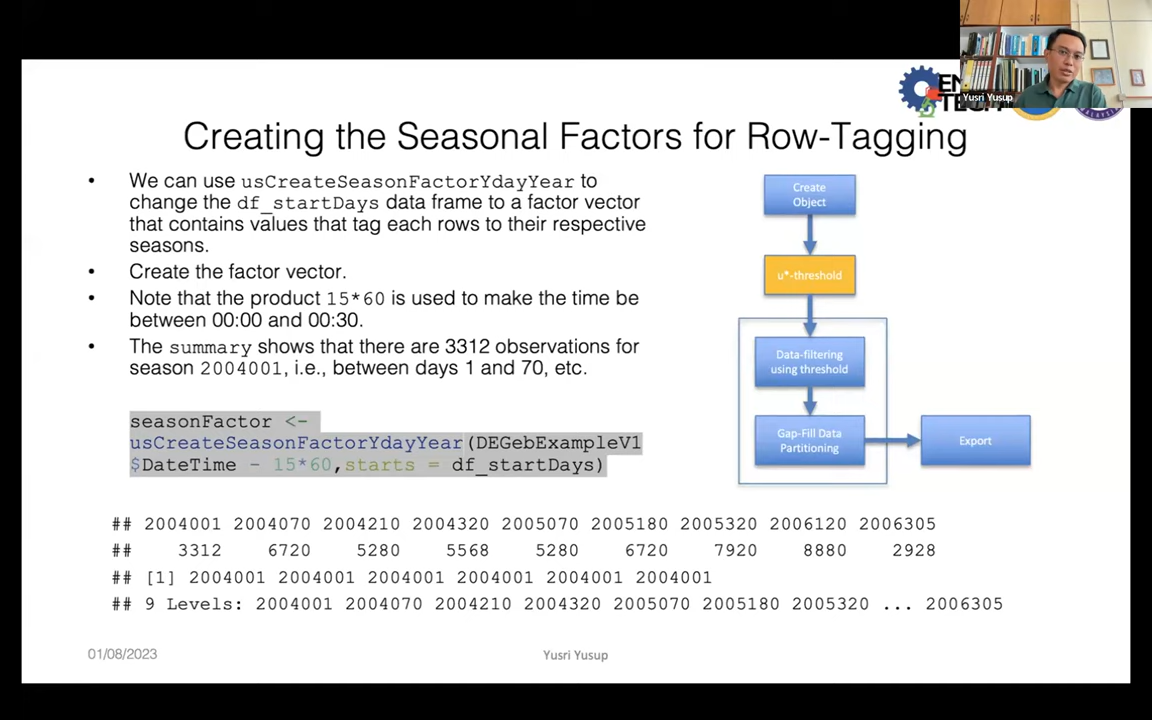 Yusri Yusup
Creating the Seasonal Factors for Row-Tagging
• We can use usCreateSeasonFactorYdayYear to
change the df_startDays data frame to a factor vector
that contains values that tag each rows to their respective
seasons.
• Create the factor vector.
• Note that the product 15*60 is used to make the time be
between 00:00 and 00:30.
• The summary shows that there are 3312 observations for
season 2004001, i.e., between days 1 and 70, etc.
seasonFactor <-
usCreateSeasonFactorYdayYear(DEGebExampleV1
$DateTime - 15*60,starts = df_startDays)
Create
Object
u*-threshold
Data-filtering
using threshold
Gap-Fill Data
Partitioning
Export
## 2004001 2004070 2004210 2004320 2005070 2005180 2005320 2006120 2006305
## 3312 6720 5280 5568 5280 6720 7920 8880 2928
## [1] 2004001 2004001 2004001 2004001 2004001 2004001
## 9 Levels: 2004001 2004070 2004210 2004320 2005070 2005180 2005320 ... 2006305
01/08/2023
Yusri Yusup